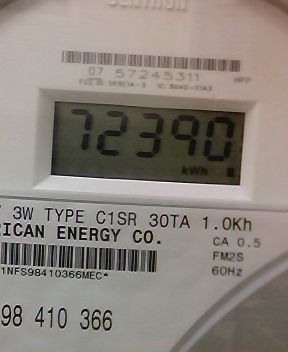 07 57245311
72390
kWh
3W TYPE C1SR 30TA 1.0Kh
RICAN ENERGY CO.
CA 0.5
FM2S
60Hz
1NFS98410366MEC*
98 410 366